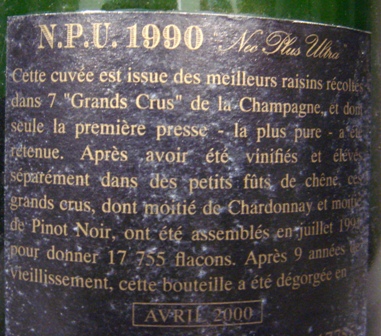 N.P.U. 1990 Nec Plus Ultra
Cette cuvée est issue des meilleurs raisins récoltés
dans 7 "Grands Crus" de la Champagne, et dont
seule la première presse - la plus pure - a été
retenue. Après avoir été vinifiés et élevés
séparément dans des petits fûts de chêne, ces
grands crus, dont moitié de Chardonnay et moitié
de Pinot Noir, ont été assemblés en juillet
pour donner 17 755 flacons. Après 9 années
vieillissement, cette bouteille a été dégorgée en
AVRIL 2000